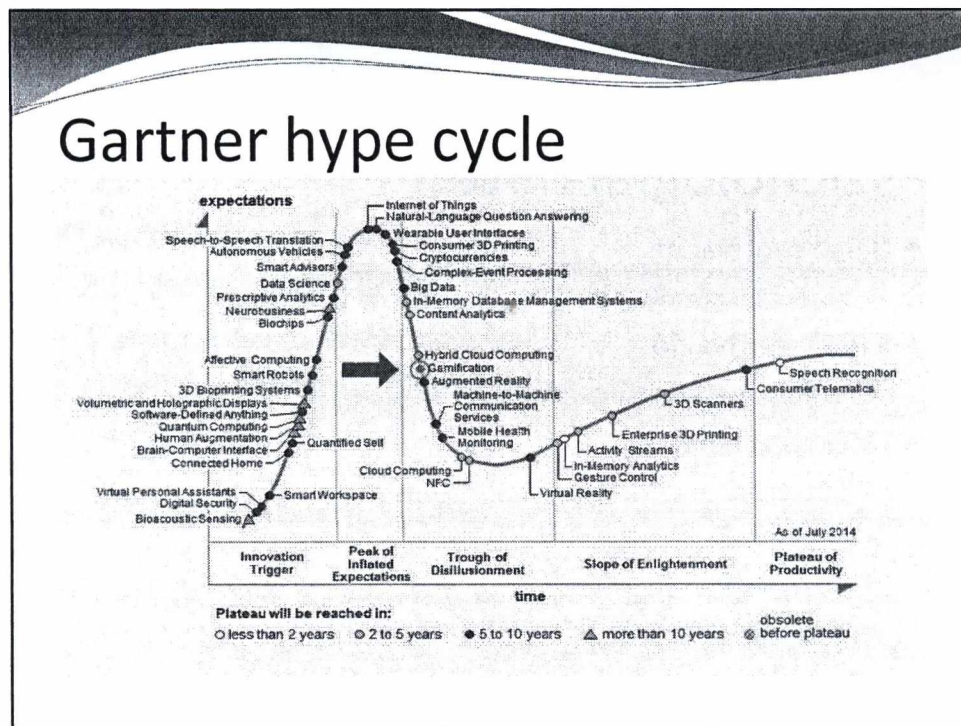 Gartner hype cycle
expectations
Internet of Things
Natural-Language Question Answering
Wearable User Interfaces
Consumer 3D Printing
Cryptocurrencies
Complex-Event Processing
Speech-to-Speech Translation
Autonomous Vehicles
Smart Advisors
Data Science
Prescriptive Analytics
Neurobusiness
Biochips
Big Data
In-Memory Database Management Systems
Content Analytics
Hybrid Cloud Computing
Gamification
Augmented Reality
Machine-to-Machine
Communication
Services
Mobile Health
Monitoring
Affective Computing
Smart Robots
3D Bioprinting Systems
Volumetric and Holographic Displays
Software-Defined Anything
Quantum Computing
Human Augmentation
Brain-Computer Interface
Connected Home
Quantified Self
Virtual Personal Assistants
Digital Security
Bioacoustic Sensing
Smart Workspace
Cloud Computing
NFC
Virtual Reality
Gesture Control
In-Memory Analytics
Activity Streams
Enterprise 3D Printing
3D Scanners
Consumer Telematics
Speech Recognition
As of July 2014
Innovation
Trigger
Peak of
Inflated
Expectations
Trough of
Disillusionment
Slope of Enlightenment
Plateau of
Productivity
time
Plateau will be reached in:
less than 2 years
2 to 5 years
5 to 10 years
more than 10 years
obsolete
before plateau